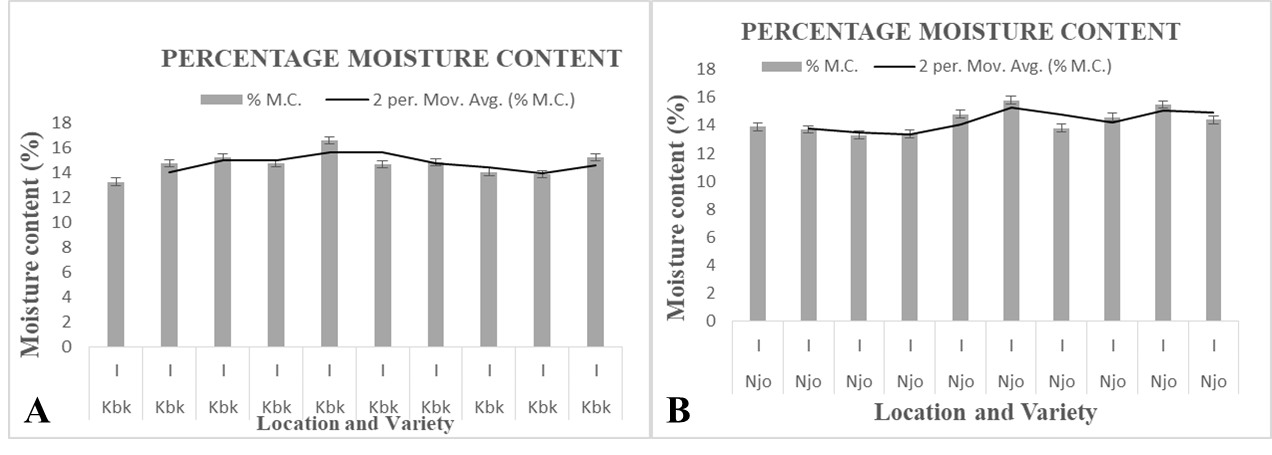 PERCENTAGE MOISTURE CONTENT
% M.C. 2 per. Mov. Avg. (% M.C.)
Moisture content (%)
18
16
14
12
10
8
6
4
2
0
I I I I I I I I I I
Kbk Kbk Kbk Kbk Kbk Kbk Kbk Kbk Kbk Kbk
Location and Variety
A
PERCENTAGE MOISTURE CONTENT
% M.C. 2 per. Mov. Avg. (% M.C.)
Moisture content (%)
18
16
14
12
10
8
6
4
2
0
I I I I I I I I I I
Njo Njo Njo Njo Njo Njo Njo Njo Njo Njo
Location and Variety
B